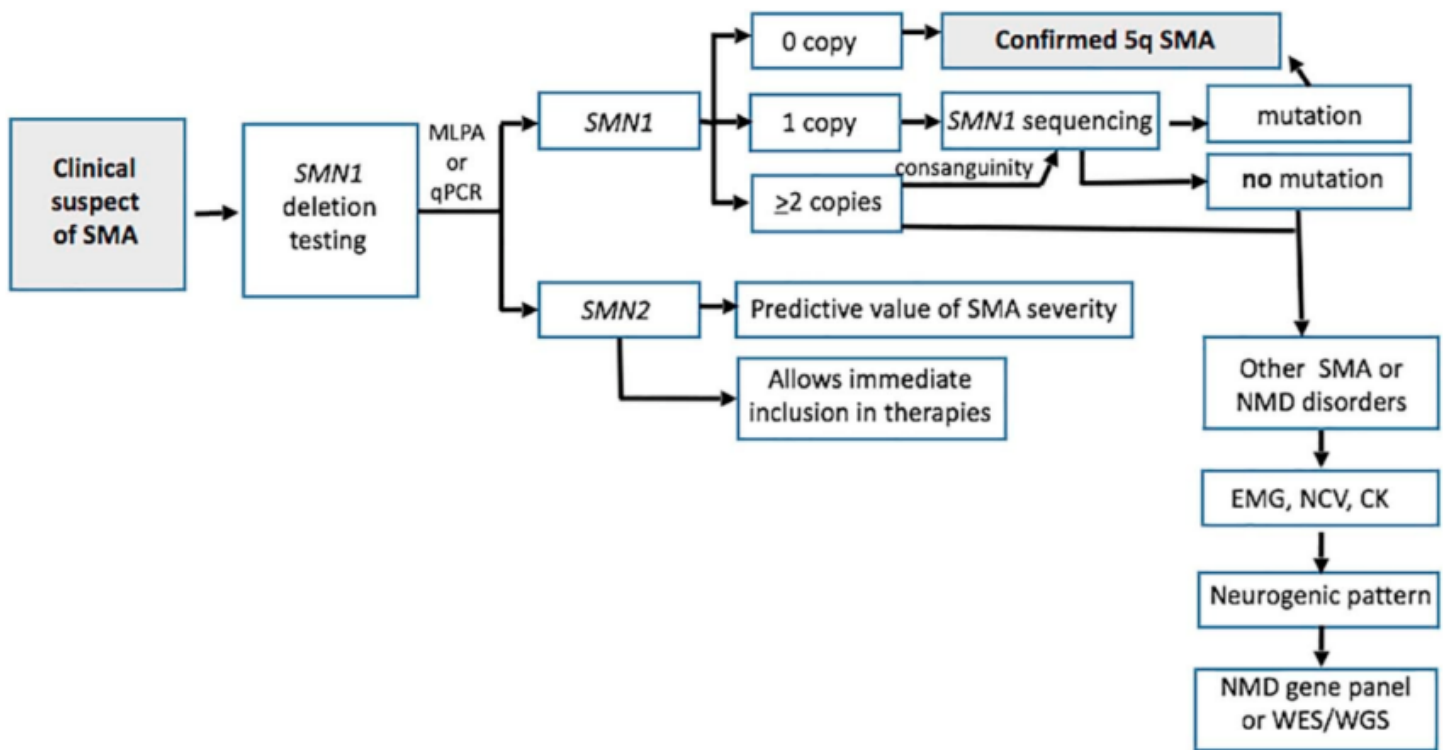 Clinical
suspect
of SMA
SMN1
deletion
testing
MLPA
or
qPCR
SMN1
0 copy
Confirmed 5q SMA
1 copy
SMN1 sequencing
mutation
consanguinity
≥2 copies
no mutation
SMN2
Predictive value of SMA severity
Allows immediate
inclusion in therapies
Other SMA or
NMD disorders
EMG, NCV, CK
Neurogenic pattern
NMD gene panel
or WES/WGS